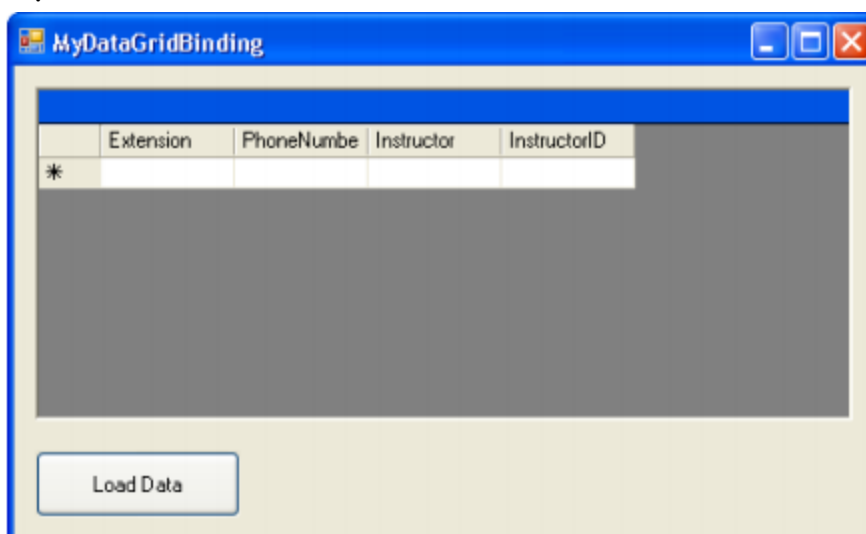 MyDataGridBinding
Extension PhoneNumbe Instructor InstructorID
*
Load Data